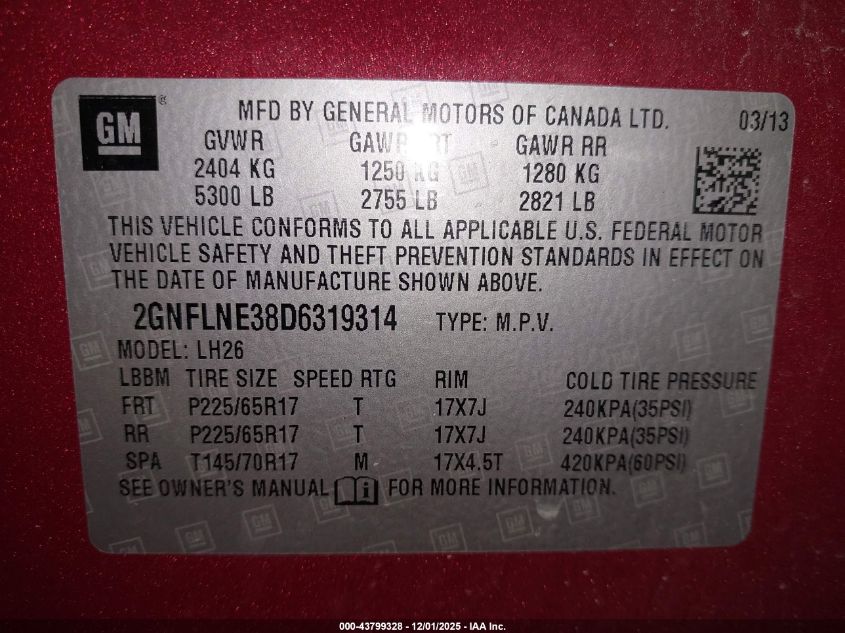 GM ®
MFD BY GENERAL MOTORS OF CANADA LTD. 03/13
GVWR GAWR FRT GAWR RR
2404 KG 1250 KG 1280 KG
5300 LB 2755 LB 2821 LB
THIS VEHICLE CONFORMS TO ALL APPLICABLE U.S. FEDERAL MOTOR
VEHICLE SAFETY AND THEFT PREVENTION STANDARDS IN EFFECT ON
THE DATE OF MANUFACTURE SHOWN ABOVE.
2GNFLNE38D6319314 TYPE: M.P.V.
MODEL: LH26
LBBM TIRE SIZE SPEED RTG RIM COLD TIRE PRESSURE
FRT P225/65R17 T 17X7J 240KPA(35PSI)
RR P225/65R17 T 17X7J 240KPA(35PSI)
SPA T145/70R17 M 17X4.5T 420KPA(60PSI)
SEE OWNER'S MANUAL i FOR MORE INFORMATION.
000-43799328 - 12/01/2025 - IAA Inc.